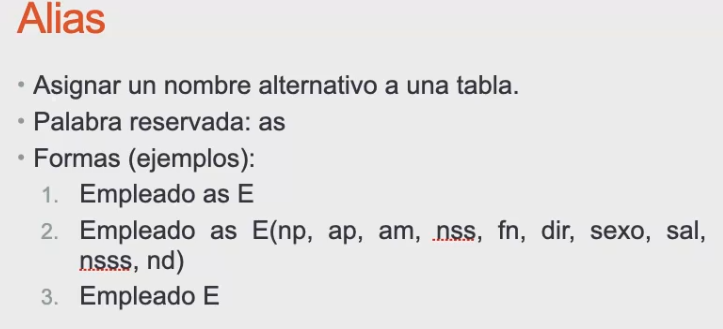 Alias
• Asignar un nombre alternativo a una tabla.
• Palabra reservada: as
• Formas (ejemplos):
1. Empleado as E
2. Empleado as E(np, ap, am, nss, fn, dir, sexo, sal,
nsss, nd)
3. Empleado E